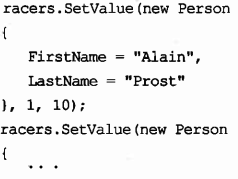 racers.SetValue(new Person
{
    FirstName = "Alain",
    LastName = "Prost"
}, 1, 10);
racers.SetValue(new Person
{
    ...